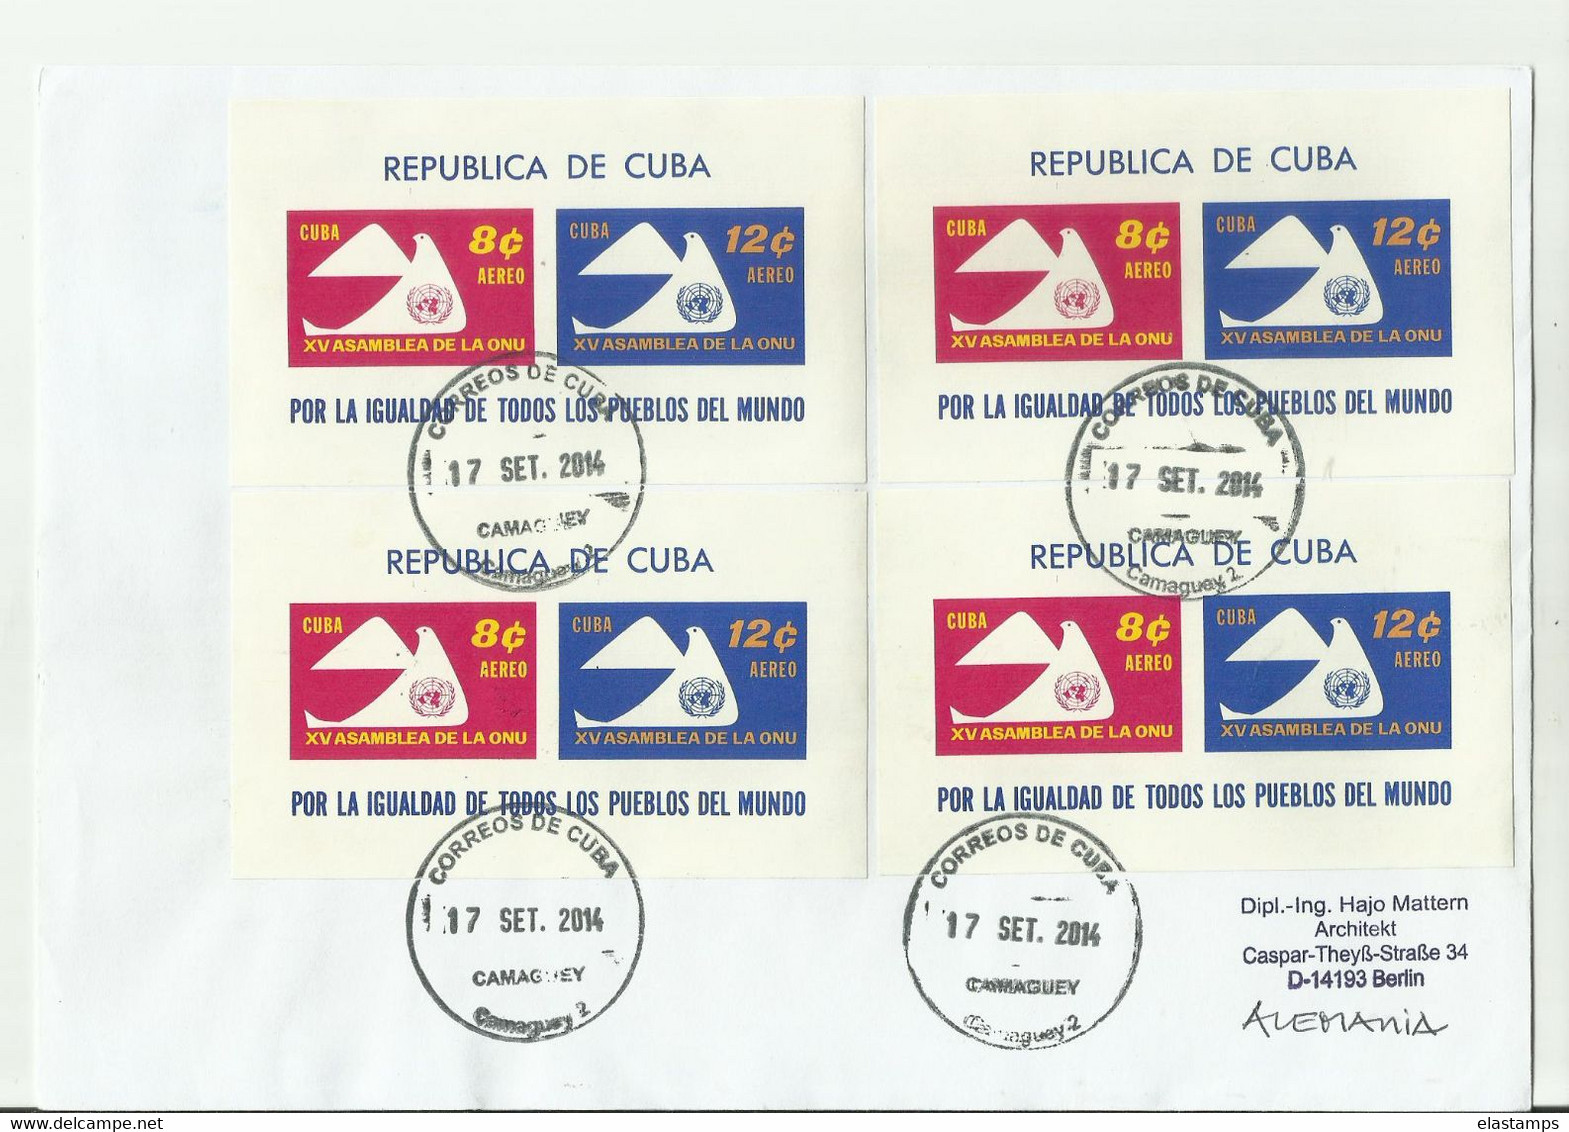 REPUBLICA DE CUBA
CUBA 8¢ AEREO
XV ASAMBLEA DE LA ONU
CUBA 12¢ AEREO
XV ASAMBLEA DE LA ONU
POR LA IGUALDAD DE TODOS LOS PUEBLOS DEL MUNDO
REPUBLICA DE CUBA
CUBA 8¢ AEREO
XV ASAMBLEA DE LA ONU
CUBA 12¢ AEREO
XV ASAMBLEA DE LA ONU
POR LA IGUALDAD DE TODOS LOS PUEBLOS DEL MUNDO
CORREOS DE CUBA
17 SET. 2014
CAMAGUEY
Camaguey 2
CORREOS DE CUBA
17 SET. 2014
CAMAGUEY
Camaguey 2
REPUBLICA DE CUBA
CUBA 8¢ AEREO
XV ASAMBLEA DE LA ONU
CUBA 12¢ AEREO
XV ASAMBLEA DE LA ONU
POR LA IGUALDAD DE TODOS LOS PUEBLOS DEL MUNDO
REPUBLICA DE CUBA
CUBA 8¢ AEREO
XV ASAMBLEA DE LA ONU
CUBA 12¢ AEREO
XV ASAMBLEA DE LA ONU
POR LA IGUALDAD DE TODOS LOS PUEBLOS DEL MUNDO
CORREOS DE CUBA
17 SET. 2014
CAMAGUEY
Camaguey 2
CORREOS DE CUBA
17 SET. 2014
CAMAGUEY
Camaguey 2
Dipl.-Ing. Hajo Mattern
Architekt
Caspar-Theyß-Straße 34
D-14193 Berlin
ALEMANIA
elastamps